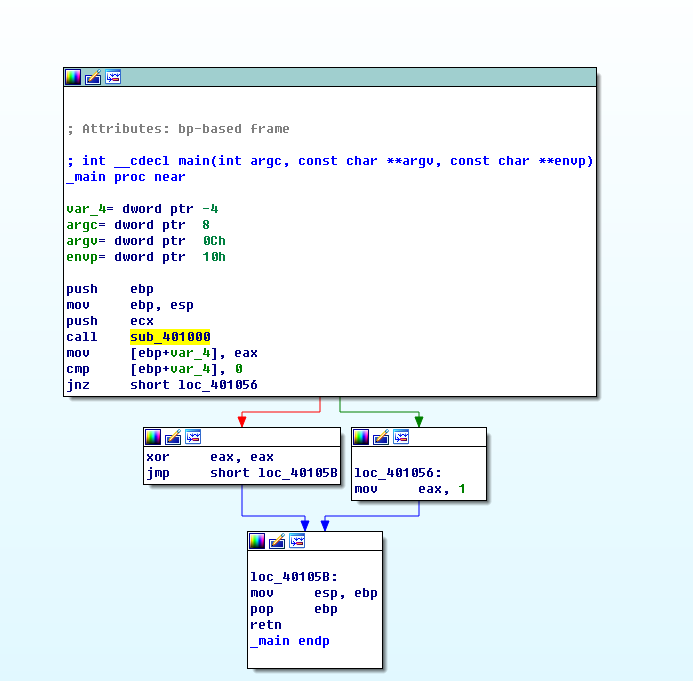 ; Attributes: bp-based frame
; int __cdecl main(int argc, const char **argv, const char **envp)
_main proc near
var_4= dword ptr -4
argc= dword ptr  8
argv= dword ptr  0Ch
envp= dword ptr  10h
push    ebp
mov     ebp, esp
push    ecx
call    sub_401000
mov     [ebp+var_4], eax
cmp     [ebp+var_4], 0
jnz     short loc_401056
xor     eax, eax
jmp     short loc_40105B
loc_401056:
mov     eax, 1
loc_40105B:
mov     esp, ebp
pop     ebp
retn
_main endp